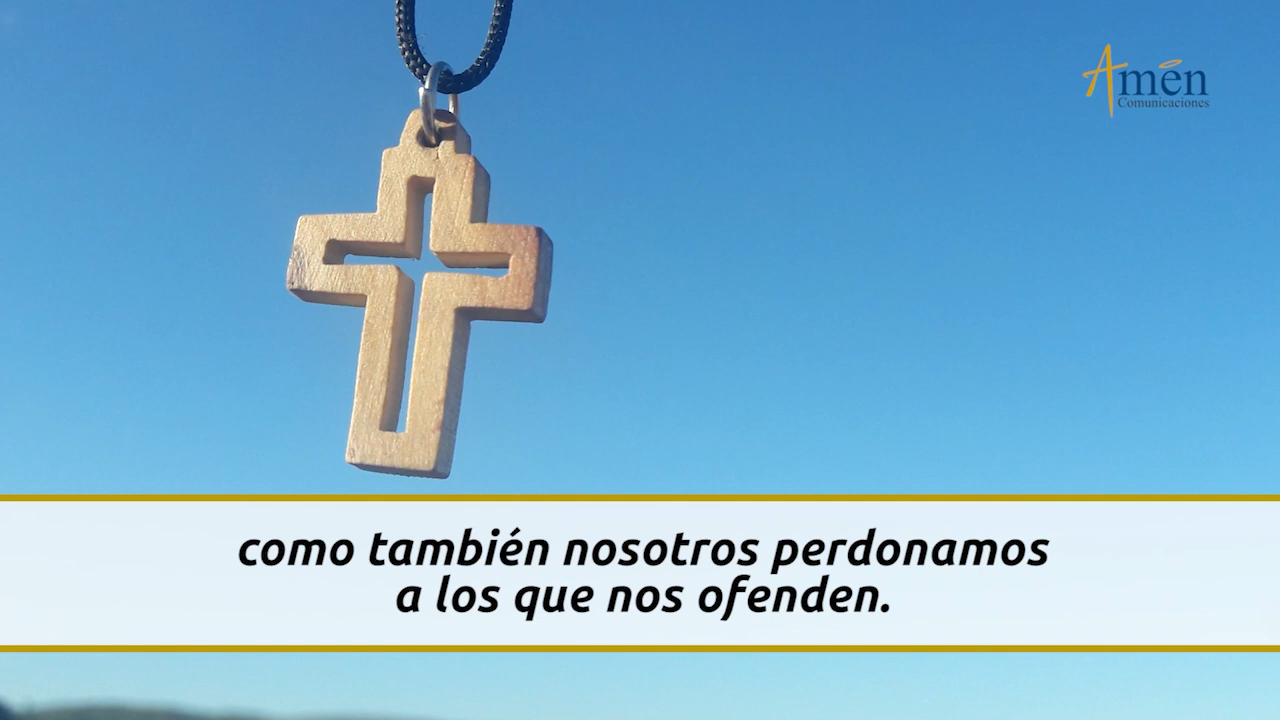 Amén
Comunicaciones
como también nosotros perdonamos
a los que nos ofenden.